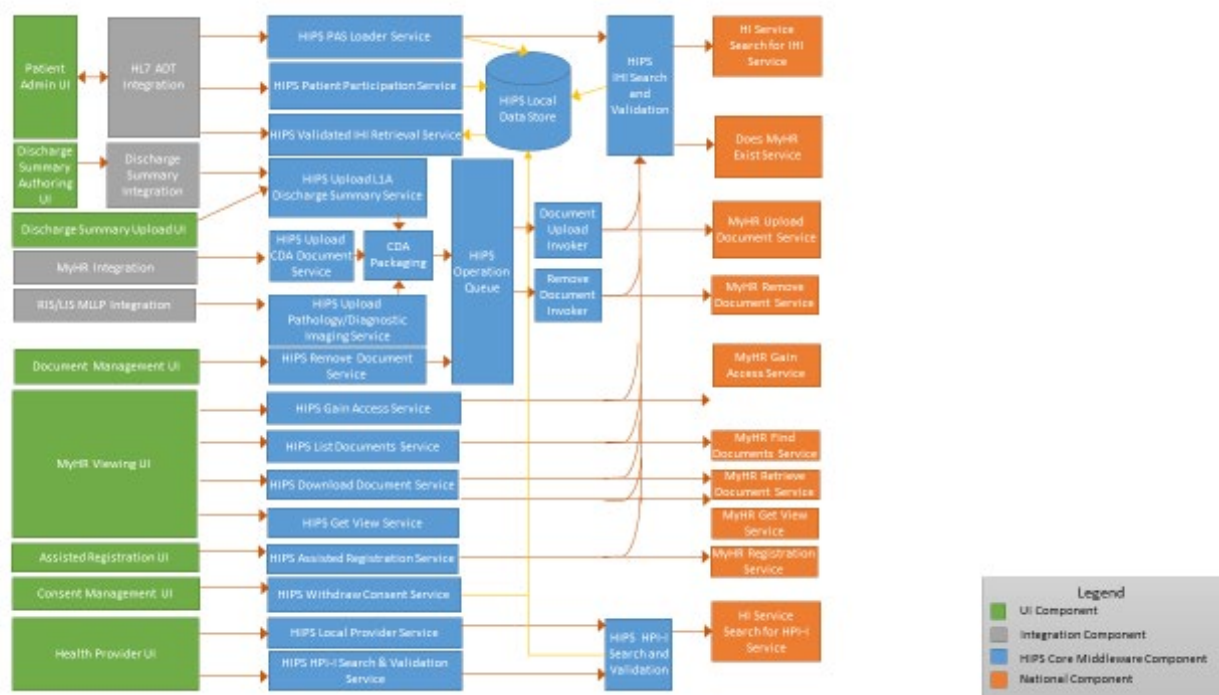 Patient
Admin UI
HL7 ADT
Integration
HIPS PAS Loader Service
HIPS Patient Participation Service
HIPS Validated IHI Retrieval Service
HIPS Local
Data Store
HIPS
IHI Search
and
Validation
HI Service
Search for IHI
Service
Does MyHR
Exist Service
Discharge
Summary
Authoring
UI
Discharge
Summary
Integration
HIPS Upload L1A
Discharge Summary Service
Discharge Summary Upload UI
HIPS Upload
CDA Document
Service
CDA
Packaging
HIPS
Operation
Queue
Document
Upload
Invoker
MyHR Upload
Document Service
MyHR Integration
RIS/LIS MLLP Integration
HIPS Upload
Pathology/Diagnostic
Imaging Service
Remove
Document
Invoker
MyHR Remove
Document Service
Document Management UI
HIPS Remove Document
Service
MyHR Gain
Access Service
MyHR Viewing UI
HIPS Gain Access Service
HIPS List Documents Service
HIPS Download Document Service
HIPS Get View Service
MyHR Find
Documents Service
MyHR Retrieve
Document Service
MyHR Get View
Service
Assisted Registration UI
HIPS Assisted Registration Service
MyHR Registration
Service
Consent Management UI
HIPS Withdraw Consent Service
Health Provider UI
HIPS Local Provider Service
HIPS HPI-I Search & Validation
Service
HIPS HPI-I
Search and
Validation
HI Service
Search for HPI-I
Service
Legend
UI Component
Integration Component
HIPS Core Middleware Component
National Component